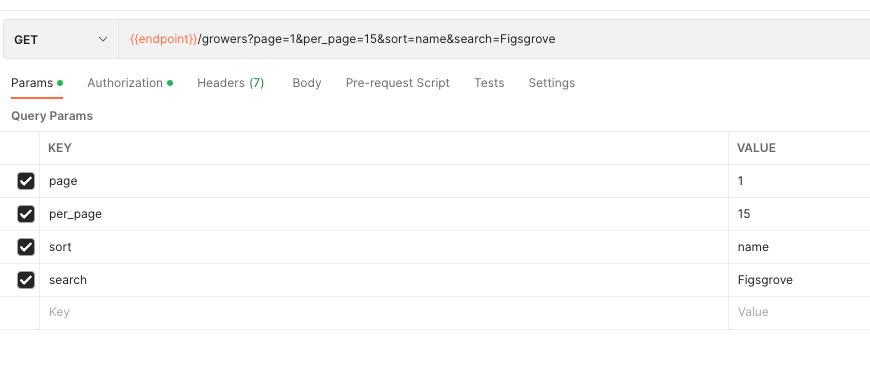 GET {{endpoint}}/growers?page=1&per_page=15&sort=name&search=Figsgrove
Params Authorization Headers (7) Body Pre-request Script Tests Settings
Query Params
KEY VALUE
page 1
per_page 15
sort name
search Figsgrove
Key Value